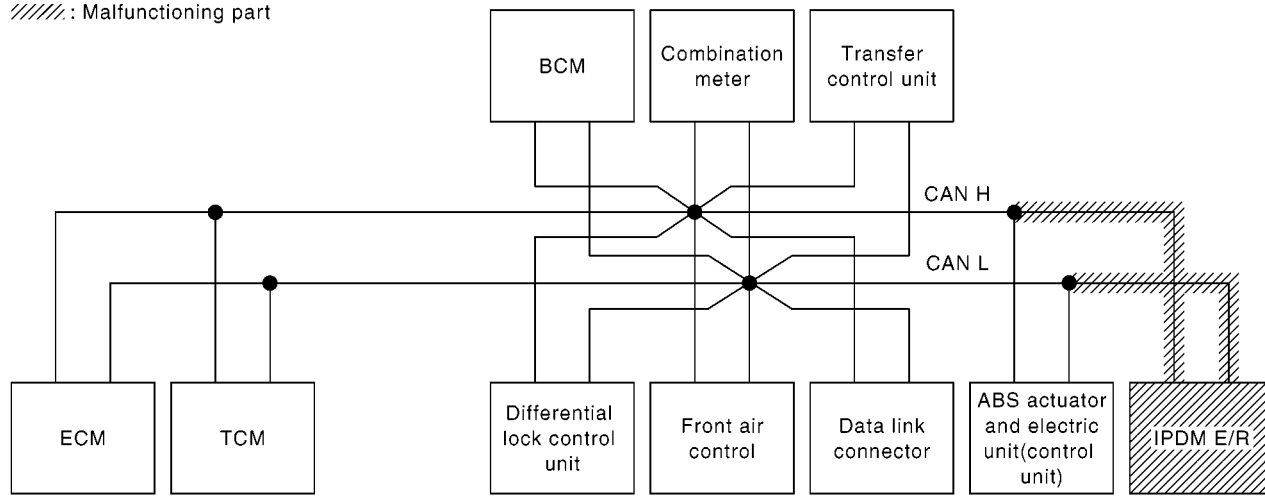 : Malfunctioning part
BCM
Combination
meter
Transfer
control unit
CAN H
CAN L
ECM
TCM
Differential
lock control
unit
Front air
control
Data link
connector
ABS actuator
and electric
unit(control
unit)
IPDM E/R